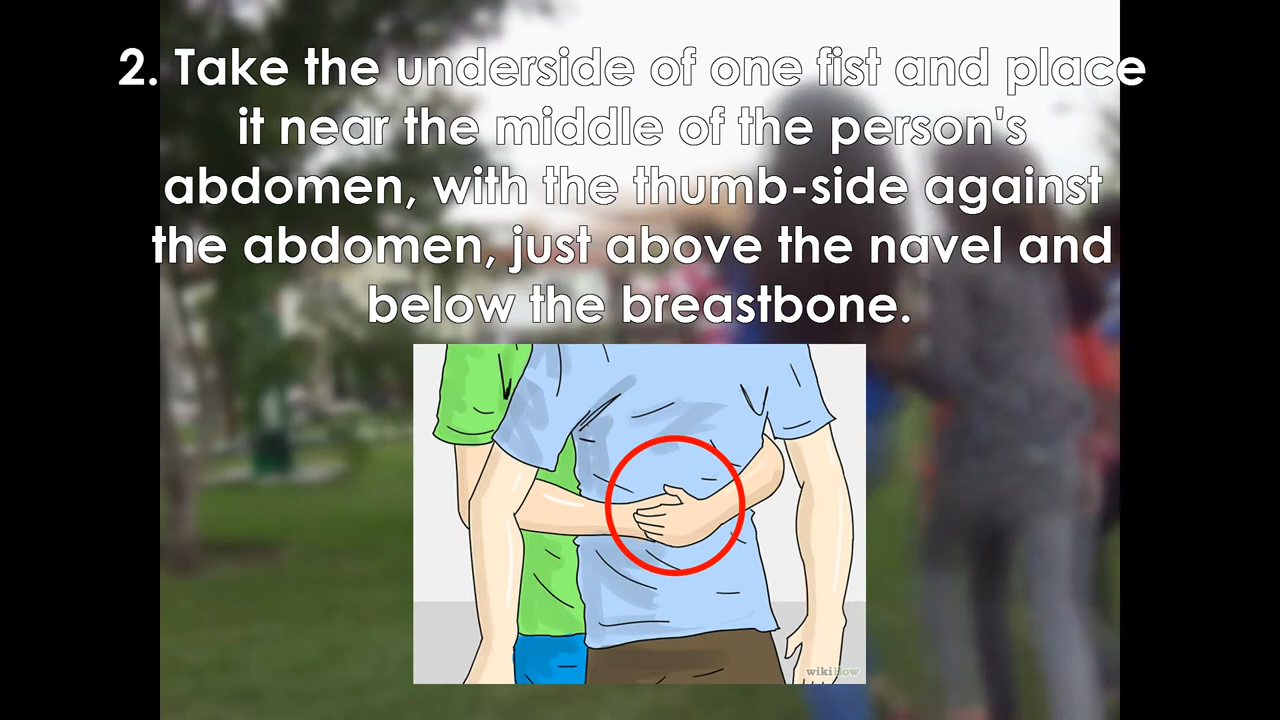 2. Take the underside of one fist and place
it near the middle of the person's
abdomen, with the thumb-side against
the abdomen, just above the navel and
below the breastbone.
wikiHow